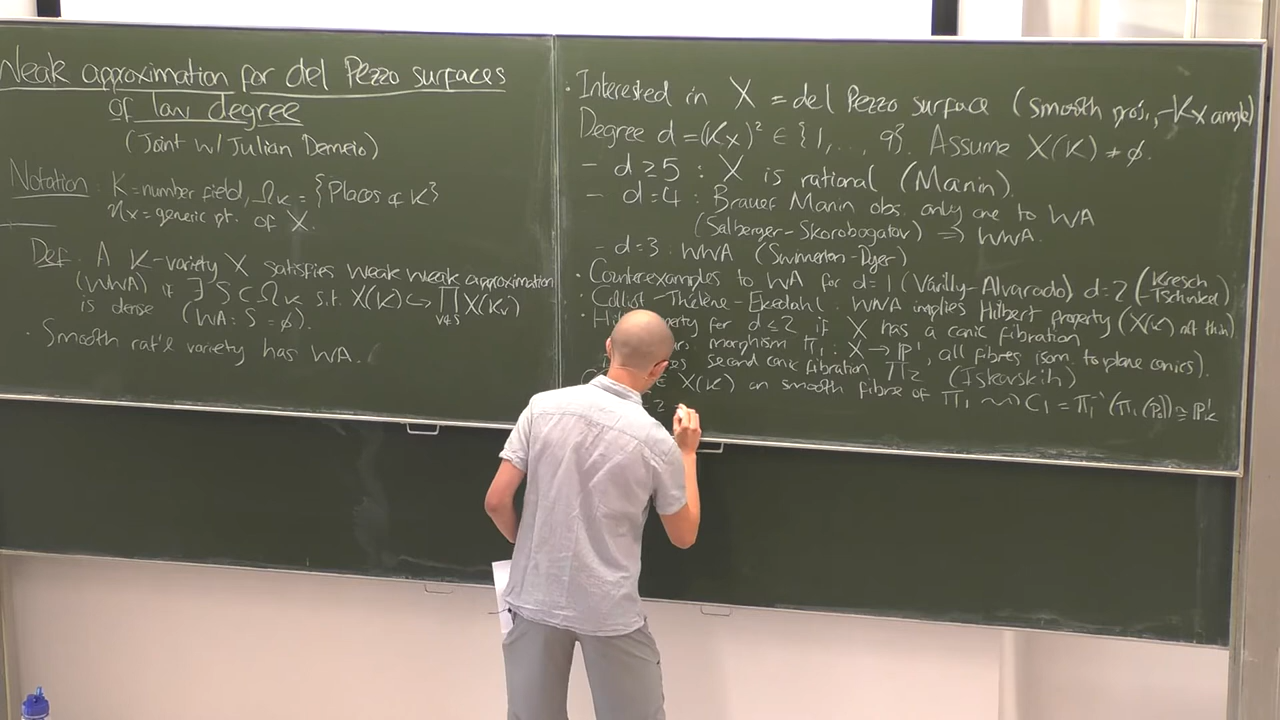 Weak approximation for del Pezzo surfaces
of low degree
(Joint w/ Julian Demeio)
Notation: K = number field, Ω_K = {Places of K}
η_X = generic pt. of X.
Def: A K-variety X satisfies weak weak approximation
(WWA) if ∃ S ⊂ Ω_K s.t. X(K) ↪ ∏_{v∉S} X(K_v)
is dense (WA: S = ∅).
· Smooth rat'l variety has WA.
· Interested in X = del Pezzo surface (smooth proj., -K_X ample)
Degree d = (K_X)² ∈ {1, ..., 9}. Assume X(K) ≠ ∅.
- d ≥ 5 : X is rational (Manin).
- d = 4 : Brauer Manin obs. only one to WA
(Salberger-Skorobogatov) ⟹ WWA.
- d = 3 . WWA (Swinnerton-Dyer)
· Counterexamples to WA for d = 1 (Varilly-Alvarado) d = 2 (Kresch-Tschinkel)
· Colliot-Thélène-Ekedahl : WWA implies Hilbert property (X(K) not thin)
· Hil perty for d ≤ 2 if X has a conic fibration
morphism π₁ : X → P¹, all fibres isom. to plane conics).
second conic fibration π₂ (Iskovskih)
∈ X(K) on smooth fibre of π₁ ⇝ C₁ = π₁⁻¹(π₁(P₀)) ≅ P¹_K
2